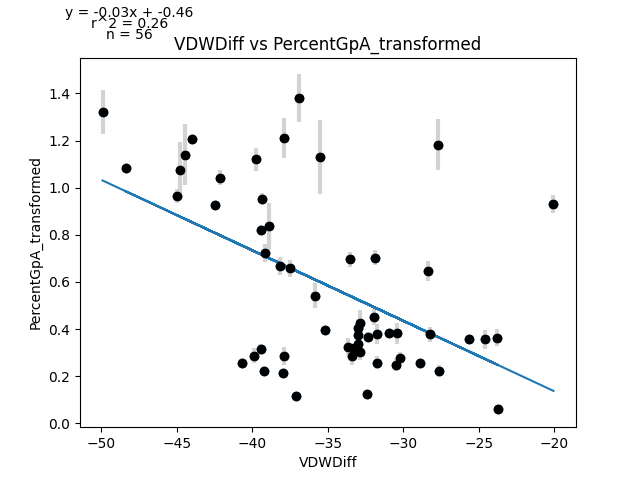 y = -0.03x + -0.46
r^2 = 0.26
n = 56
VDWDiff vs PercentGpA_transformed
PercentGpA_transformed
1.4
1.2
1.0
0.8
0.6
0.4
0.2
0.0
−50
−45
−40
−35
−30
−25
−20
VDWDiff